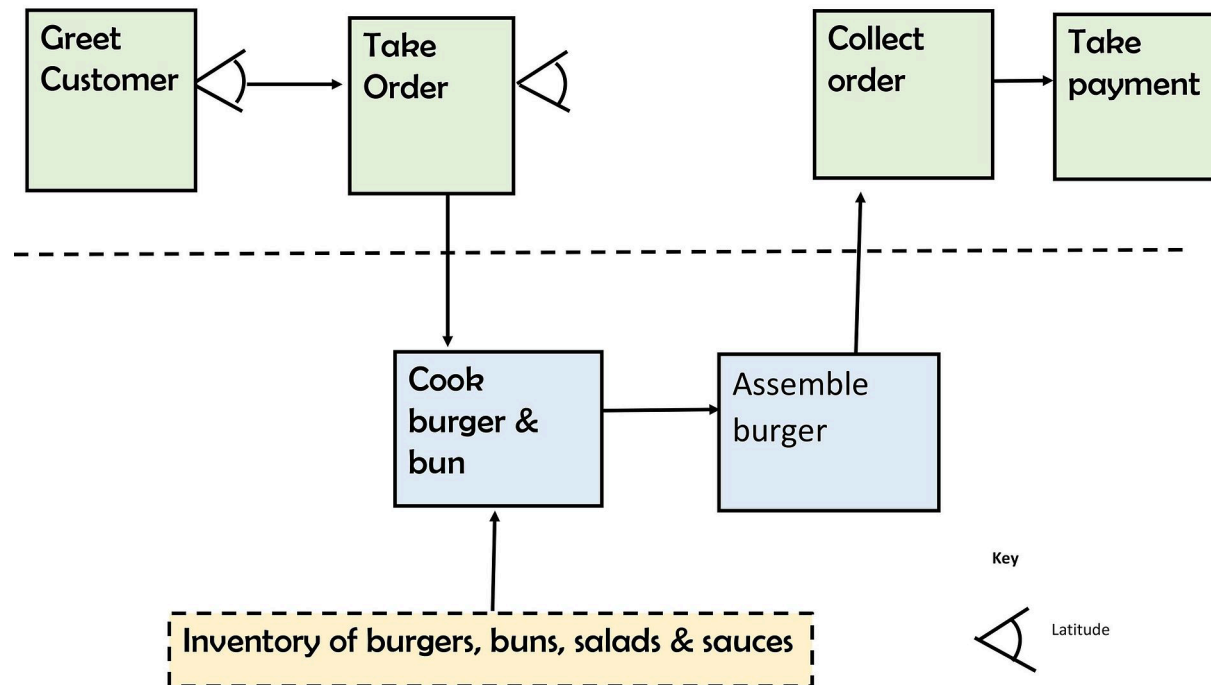 Greet
Customer
Take
Order
Collect
order
Take
payment
Cook
burger &
bun
Assemble
burger
Inventory of burgers, buns, salads & sauces
Key
Latitude